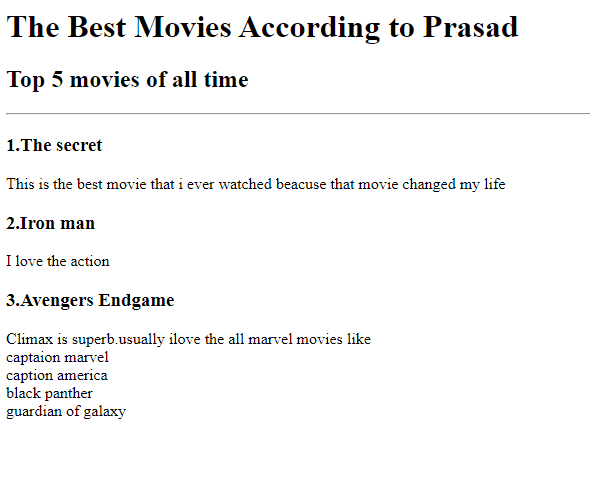 The Best Movies According to Prasad
Top 5 movies of all time
1.The secret
This is the best movie that i ever watched beacuse that movie changed my life
2.Iron man
I love the action
3.Avengers Endgame
Climax is superb.usually ilove the all marvel movies like
captaion marvel
caption america
black panther
guardian of galaxy